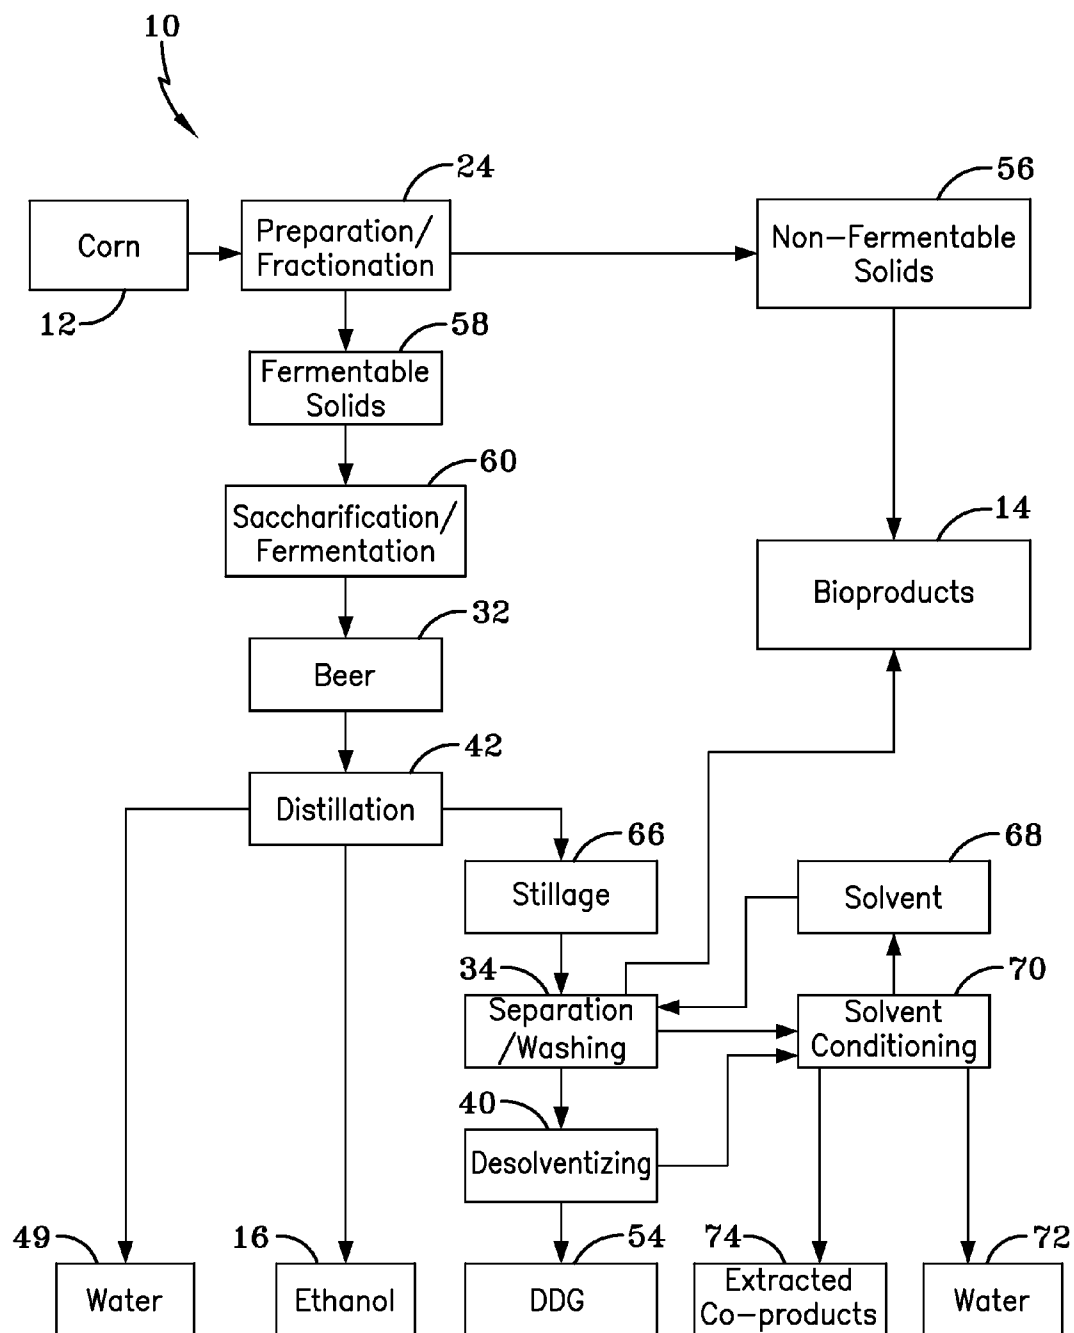 10
24
56
Corn
Preparation/
Fractionation
Non-Fermentable
Solids
12
58
Fermentable
Solids
60
Saccharification/
Fermentation
14
Bioproducts
32
Beer
42
Distillation
66
68
Stillage
Solvent
34
70
Separation
/Washing
Solvent
Conditioning
40
Desolventizing
49
16
54
74
72
Water
Ethanol
DDG
Extracted
Co-products
Water